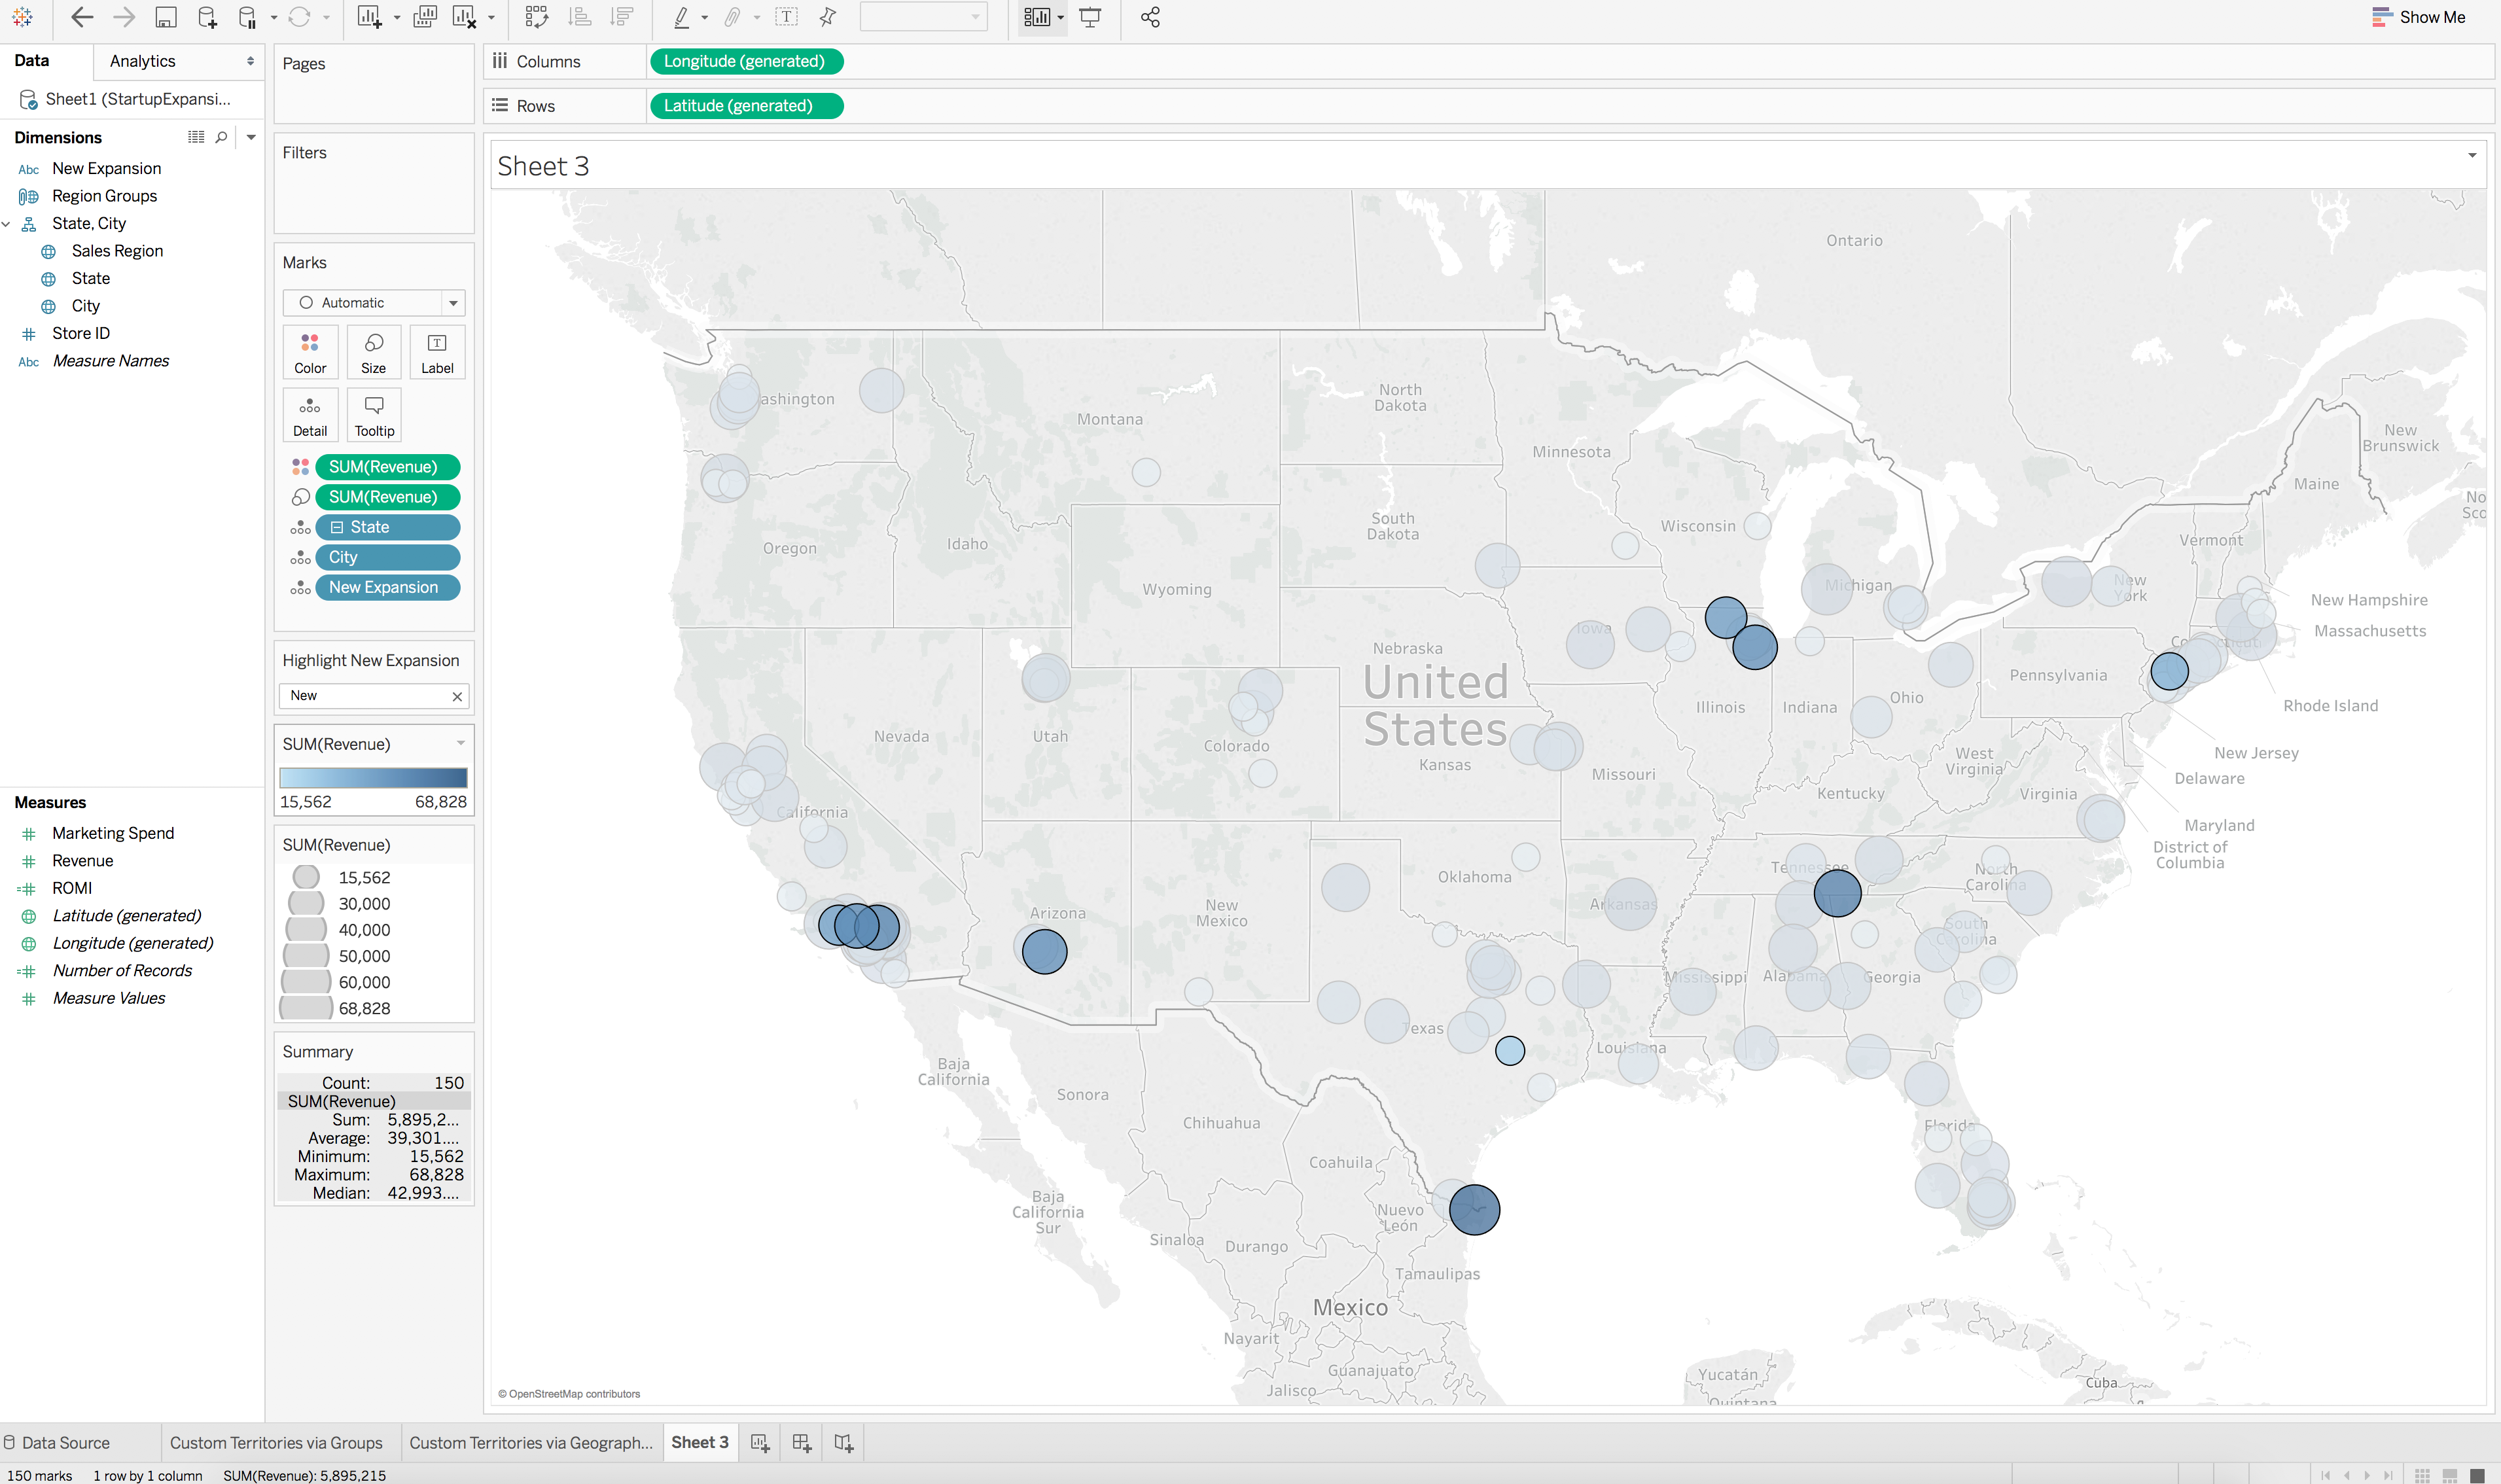 Show Me
Data
Analytics
Sheet1 (StartupExpansi...
Dimensions
Abc New Expansion
Region Groups
State, City
Sales Region
State
City
Store ID
Abc Measure Names
Measures
Marketing Spend
Revenue
ROMI
Latitude (generated)
Longitude (generated)
Number of Records
Measure Values
Pages
Filters
Marks
Automatic
Color Size Label
Detail Tooltip
SUM(Revenue)
SUM(Revenue)
State
City
New Expansion
Highlight New Expansion
New
SUM(Revenue)
15,562 68,828
SUM(Revenue)
15,562
30,000
40,000
50,000
60,000
68,828
Summary
Count: 150
SUM(Revenue)
Sum: 5,895,2...
Average: 39,301....
Minimum: 15,562
Maximum: 68,828
Median: 42,993....
Columns
Longitude (generated)
Rows
Latitude (generated)
Sheet 3
Ontario
ashington
Montana
North
Dakota
Minnesota
New
Brunswick
Maine
No
Sco
South
Dakota
Wisconsin
Vermont
Oregon
Idaho
Wyoming
Michigan
New
York
New Hampshire
Massachusetts
Iowa
Nebraska
United
States
Pennsylvania
Rhode Island
Ohio
Illinois
Indiana
Nevada
Utah
Colorado
Kansas
Missouri
West
Virginia
New Jersey
Delaware
Kentucky
Virginia
California
Maryland
District of
Columbia
Tennessee
North
Carolina
Oklahoma
Arkansas
Arizona
New
Mexico
South
Carolina
Mississippi
Alabama
Georgia
Texas
Louisiana
Baja
California
Sonora
Chihuahua
Florida
Coahuila
Baja
California
Sur
Nuevo
León
Sinaloa
Durango
Tamaulipas
Mexico
Nayarit
Guanajuato
Jalisco
Yucatán
Quintana
Cuba
© OpenStreetMap contributors
Data Source
Custom Territories via Groups
Custom Territories via Geograph...
Sheet 3
150 marks 1 row by 1 column SUM(Revenue): 5,895,215